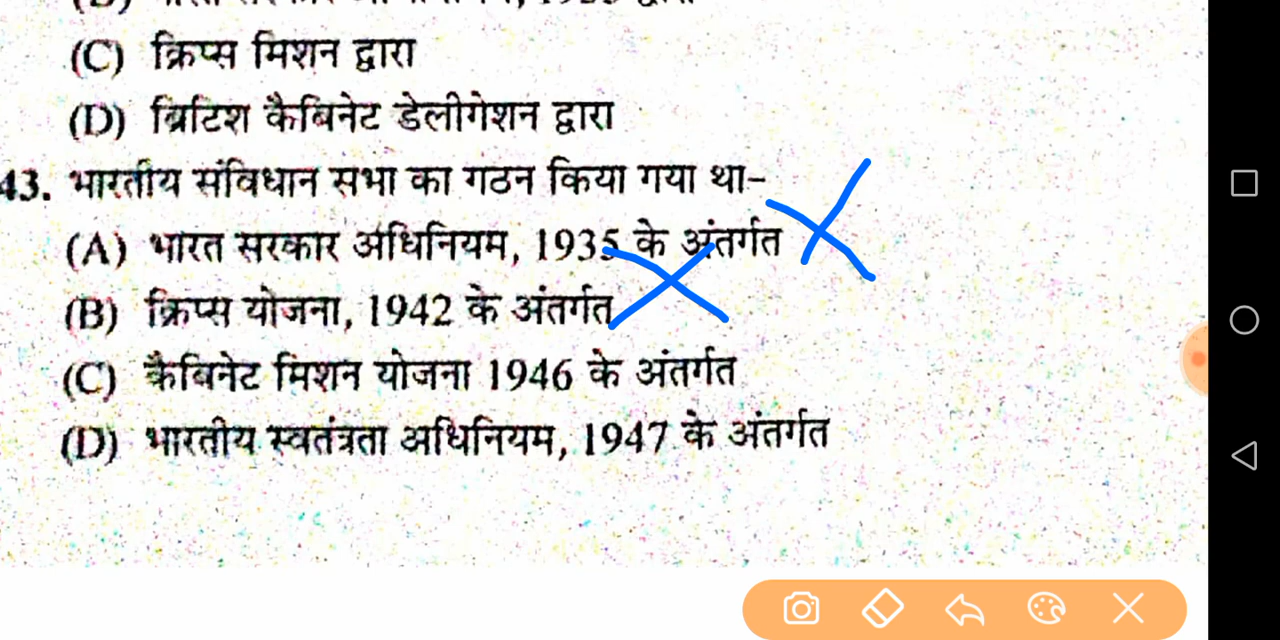 (C) क्रिप्स मिशन द्वारा
(D) ब्रिटिश कैबिनेट डेलीगेशन द्वारा
43. भारतीय संविधान सभा का गठन किया गया था-
(A) भारत सरकार अधिनियम, 1935 के अंतर्गत
(B) क्रिप्स योजना, 1942 के अंतर्गत
(C) कैबिनेट मिशन योजना 1946 के अंतर्गत
(D) भारतीय स्वतंत्रता अधिनियम, 1947 के अंतर्गत